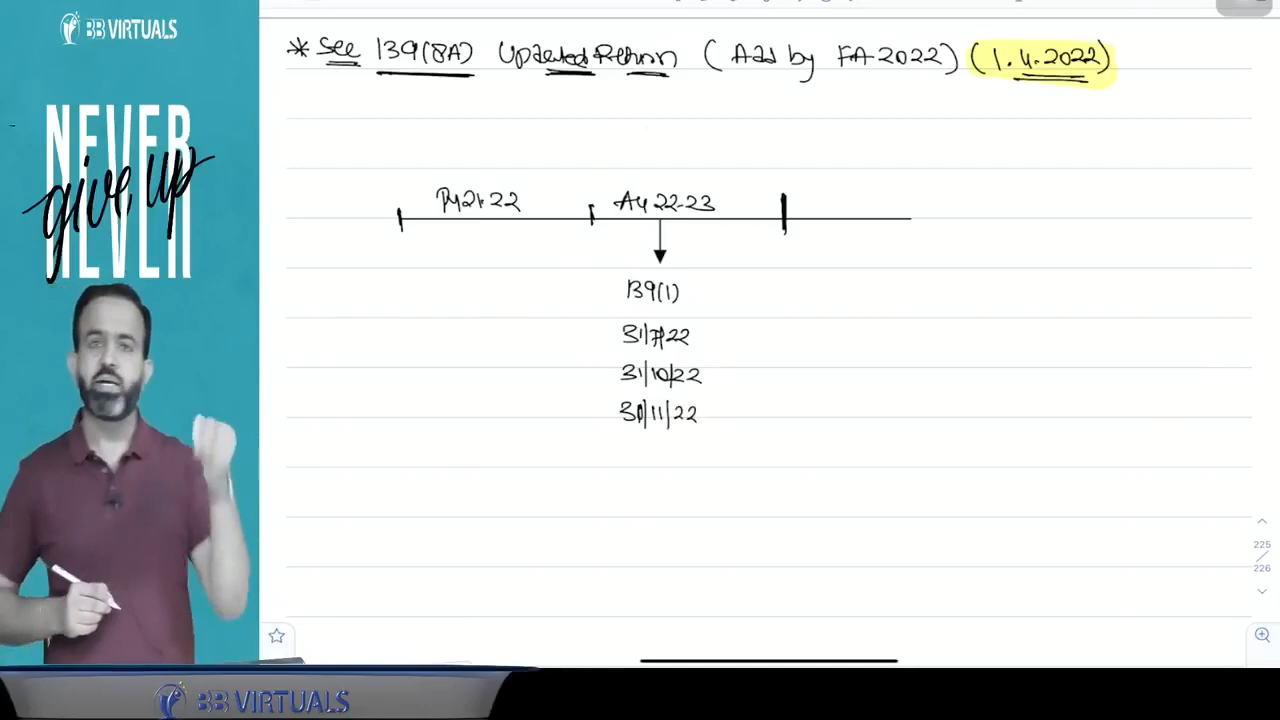 BB VIRTUALS
* See 139(8A) Updated Return (Add by FA 2022) (1.4.2022)
NEVER
give up
NEVER
Py 21-22 Ay 22-23
139(1)
31/7/22
31/10/22
30/11/22
225
226
BB VIRTUALS